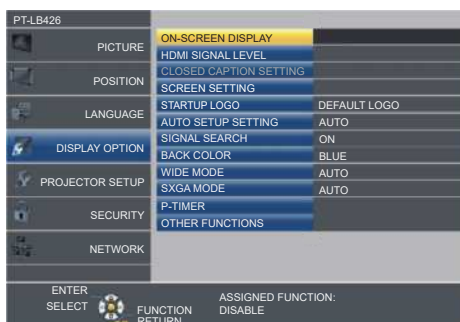 PT-LB426
PICTURE
POSITION
LANGUAGE
DISPLAY OPTION
PROJECTOR SETUP
SECURITY
NETWORK
ON-SCREEN DISPLAY
HDMI SIGNAL LEVEL
CLOSED CAPTION SETTING
SCREEN SETTING
STARTUP LOGO DEFAULT LOGO
AUTO SETUP SETTING AUTO
SIGNAL SEARCH ON
BACK COLOR BLUE
WIDE MODE AUTO
SXGA MODE AUTO
P-TIMER
OTHER FUNCTIONS
ENTER
SELECT
FUNCTION
RETURN
ASSIGNED FUNCTION:
DISABLE